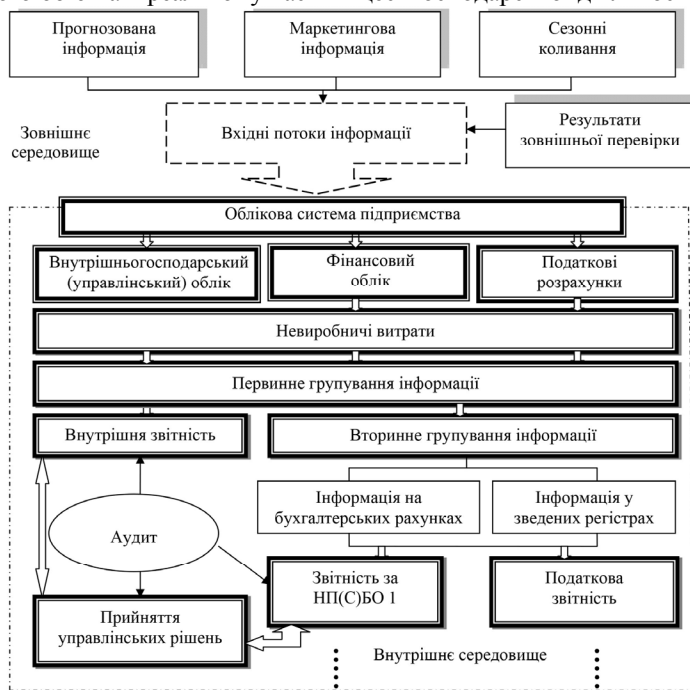 Прогнозована
інформація
Маркетингова
інформація
Сезонні
коливання
Зовнішнє
середовище
Вхідні потоки інформації
Результати
зовнішньої перевірки
Облікова система підприємства
Внутрішньогосподарський
(управлінський) облік
Фінансовий
облік
Податкові
розрахунки
Невиробничі витрати
Первинне групування інформації
Внутрішня звітність
Вторинне групування інформації
Інформація на
бухгалтерських рахунках
Інформація у
зведених регістрах
Аудит
Звітність за
НП(С)БО 1
Податкова
звітність
Прийняття
управлінських рішень
Внутрішнє середовище